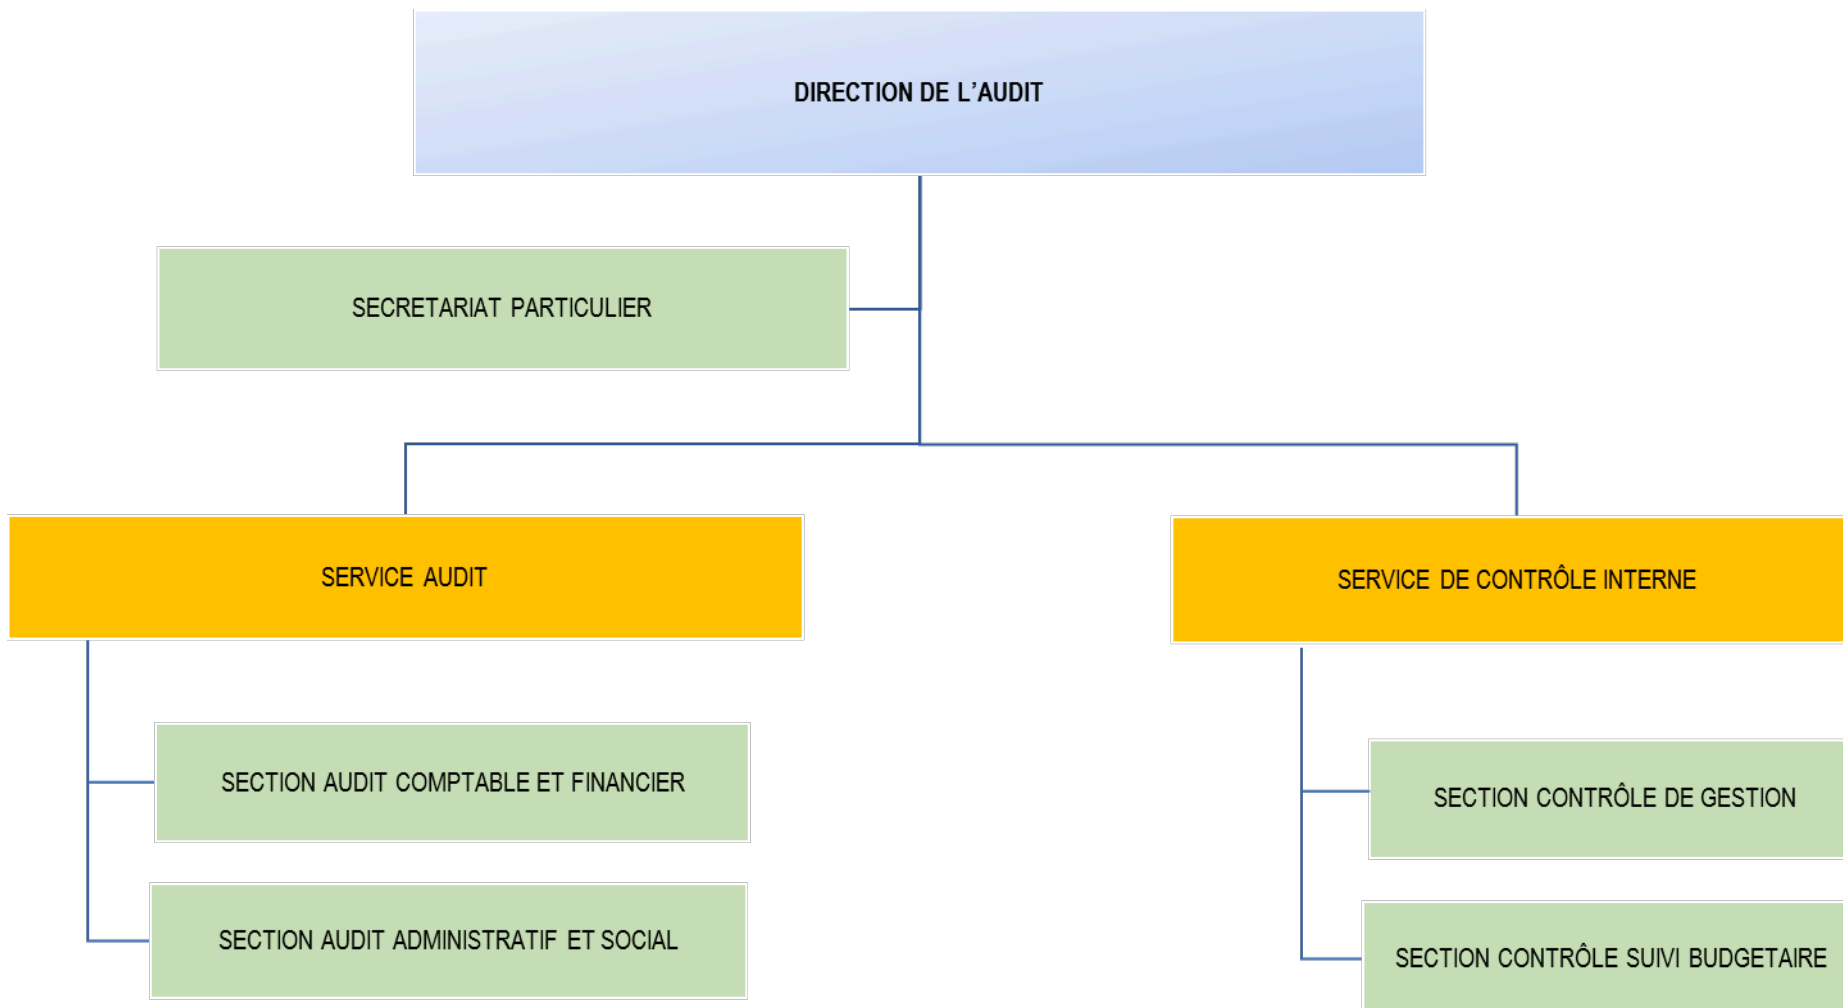 DIRECTION DE L’AUDIT
SECRETARIAT PARTICULIER
SERVICE AUDIT
SERVICE DE CONTRÔLE INTERNE
SECTION AUDIT COMPTABLE ET FINANCIER
SECTION CONTRÔLE DE GESTION
SECTION AUDIT ADMINISTRATIF ET SOCIAL
SECTION CONTRÔLE SUIVI BUDGETAIRE